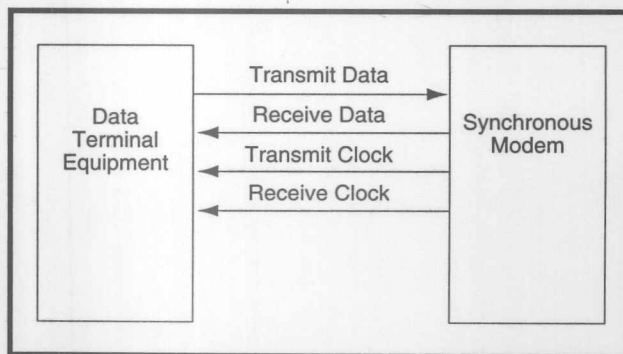 Data
Terminal
Equipment
Transmit Data
Receive Data
Transmit Clock
Receive Clock
Synchronous
Modem